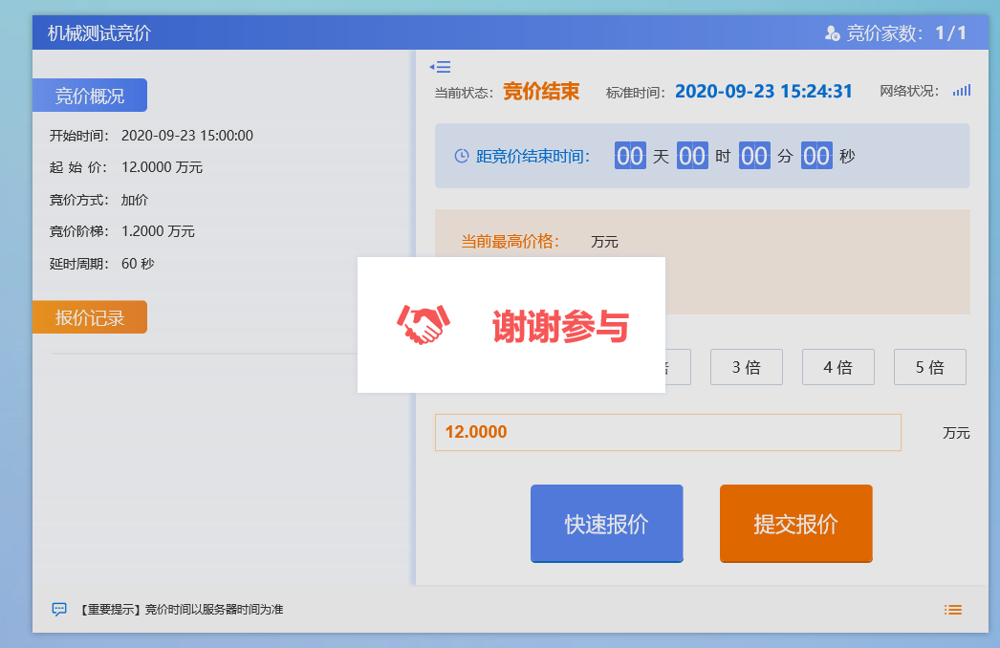 机械测试竞价
竞价家数： 1/1
竞价概况
开始时间： 2020-09-23 15:00:00
起 始 价： 12.0000 万元
竞价方式： 加价
竞价阶梯： 1.2000 万元
延时周期： 60 秒
报价记录
当前状态： 竞价结束 标准时间： 2020-09-23 15:24:31 网络状况：
距竞价结束时间： 00 天 00 时 00 分 00 秒
当前最高价格： 万元
谢谢参与
3 倍 4 倍 5 倍
12.0000 万元
快速报价 提交报价
【重要提示】竞价时间以服务器时间为准